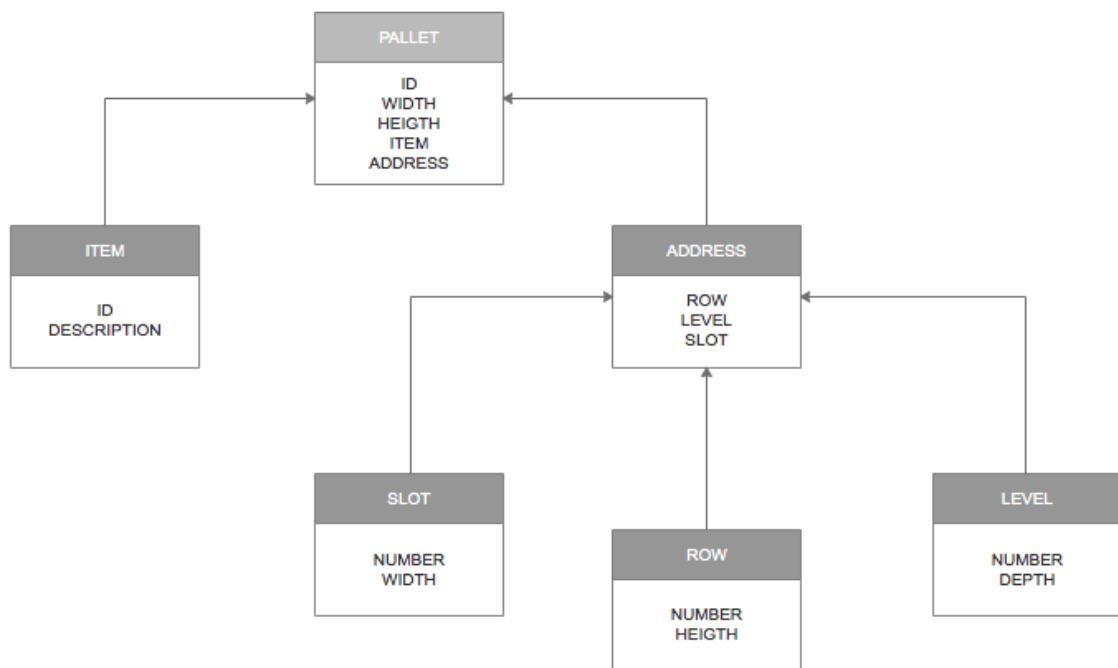 PALLET
ID
WIDTH
HEIGTH
ITEM
ADDRESS
ITEM
ID
DESCRIPTION
ADDRESS
ROW
LEVEL
SLOT
SLOT
NUMBER
WIDTH
ROW
NUMBER
HEIGTH
LEVEL
NUMBER
DEPTH